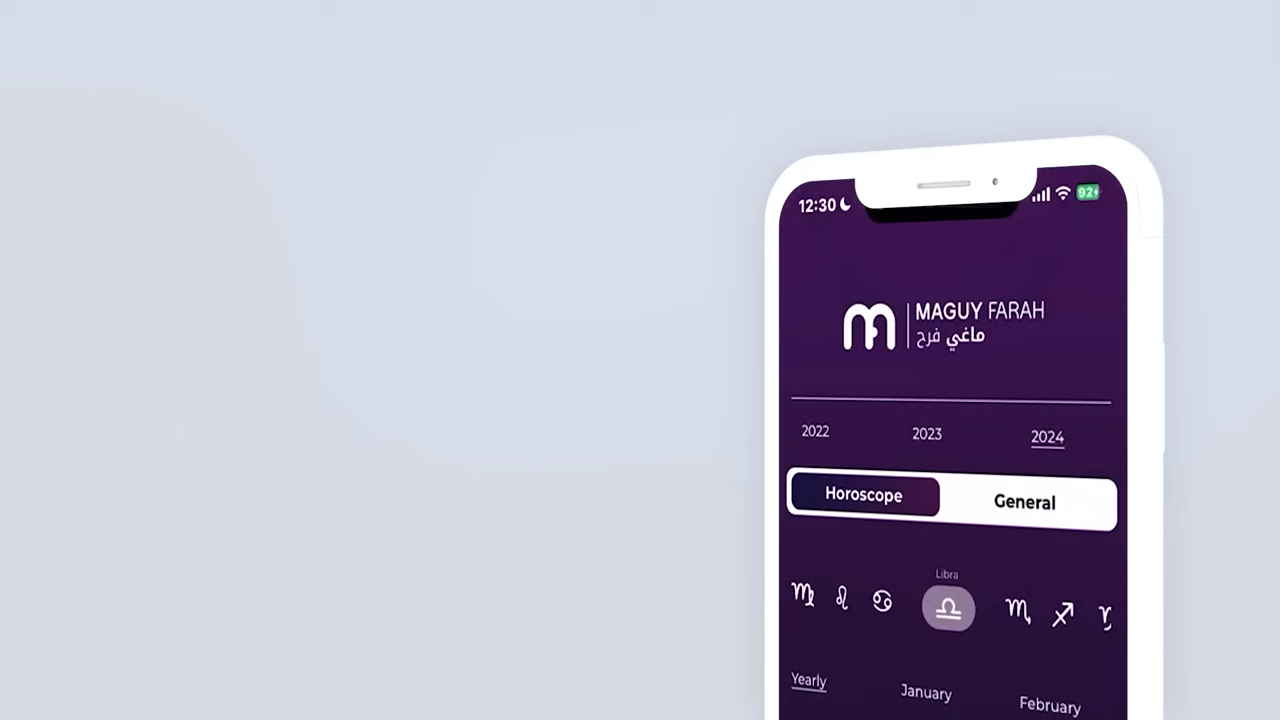 12:30 92
MAGUY FARAH
ماغي فرح
2022 2023 2024
Horoscope General
Libra
Yearly January February